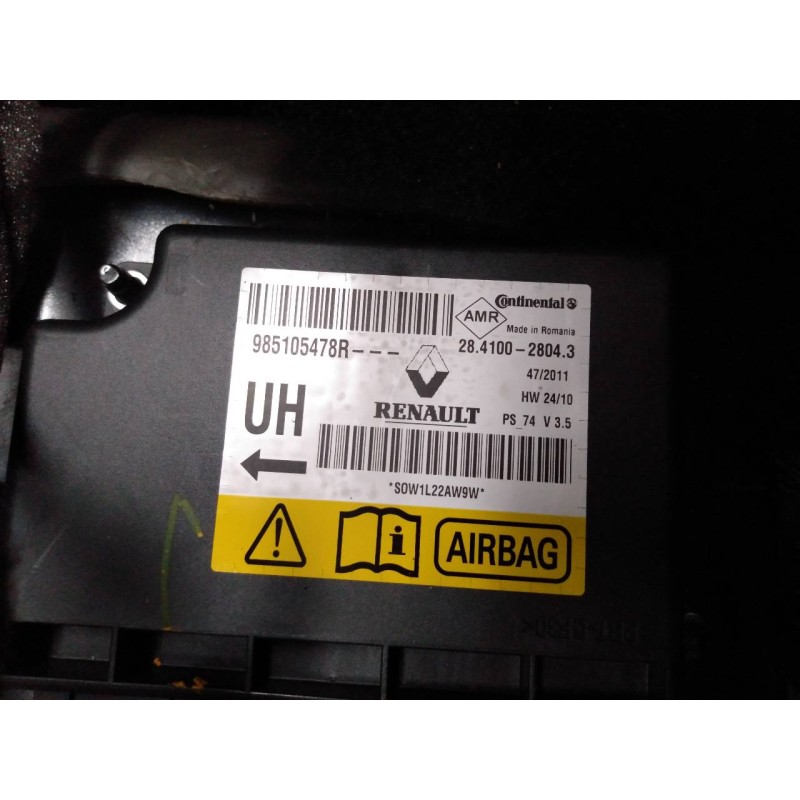 Continental
AMR
Made in Romania
985105478R---
28.4100-2804.3
47/2011
HW 24/10
UH
RENAULT
PS_74 V 3.5
*SOW1L22AW9W*
i
AIRBAG